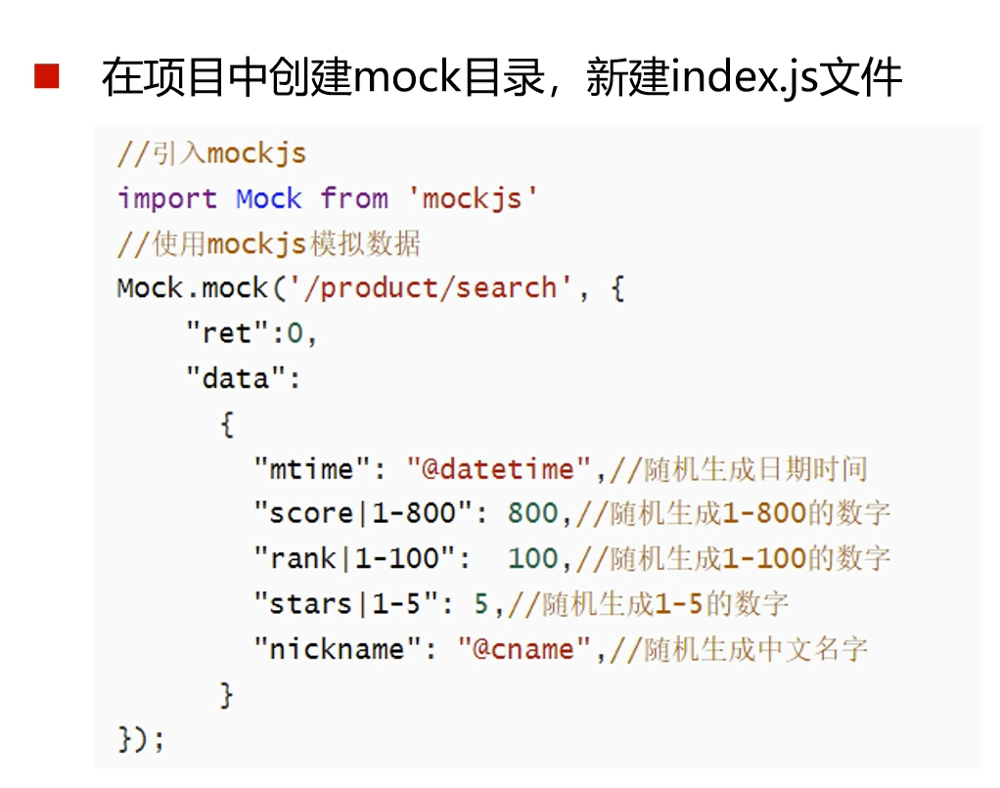 在项目中创建mock目录，新建index.js文件
//引入mockjs
import Mock from 'mockjs'
//使用mockjs模拟数据
Mock.mock('/product/search', {
"ret":0,
"data":
{
"mtime": "@datetime",//随机生成日期时间
"score|1-800": 800,//随机生成1-800的数字
"rank|1-100":  100,//随机生成1-100的数字
"stars|1-5": 5,//随机生成1-5的数字
"nickname": "@cname",//随机生成中文名字
}
});